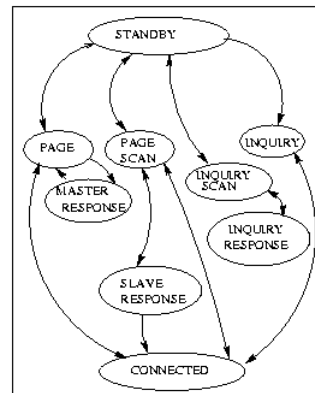 STANDBY
PAGE
PAGE
SCAN
INQUIRY
MASTER
RESPONSE
INQUIRY
SCAN
INQUIRY
RESPONSE
SLAVE
RESPONSE
CONNECTED